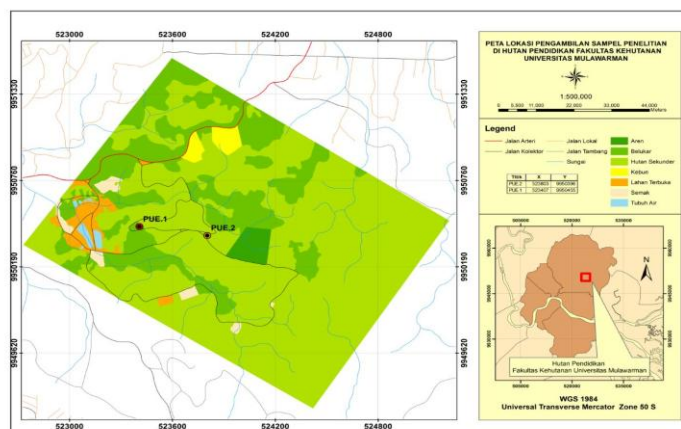 523000 523600 524200 524800
9951330
9950760
9950190
9949620
PUE.1
PUE.2
9951330
9950760
9950190
9949620
523000 523600 524200 524800
PETA LOKASI PENGAMBILAN SAMPEL PENELITIAN
DI HUTAN PENDIDIKAN FAKULTAS KEHUTANAN
UNIVERSITAS MULAWARMAN
1:500,000
Meters
Legend
Jalan Arteri
Jalan Kolektor
Jalan Lokal
Jalan Tambang
Sungai
Aren
Belukar
Hutan Sekunder
Kebun
Lahan Terbuka
Semak
Tubuh Air
Titik X Y
PUE.2
PUE.1
N
Hutan Pendidikan
Fakultas Kehutanan Universitas Mulawarman
WGS 1984
Universal Transverse Mercator Zone 50 S